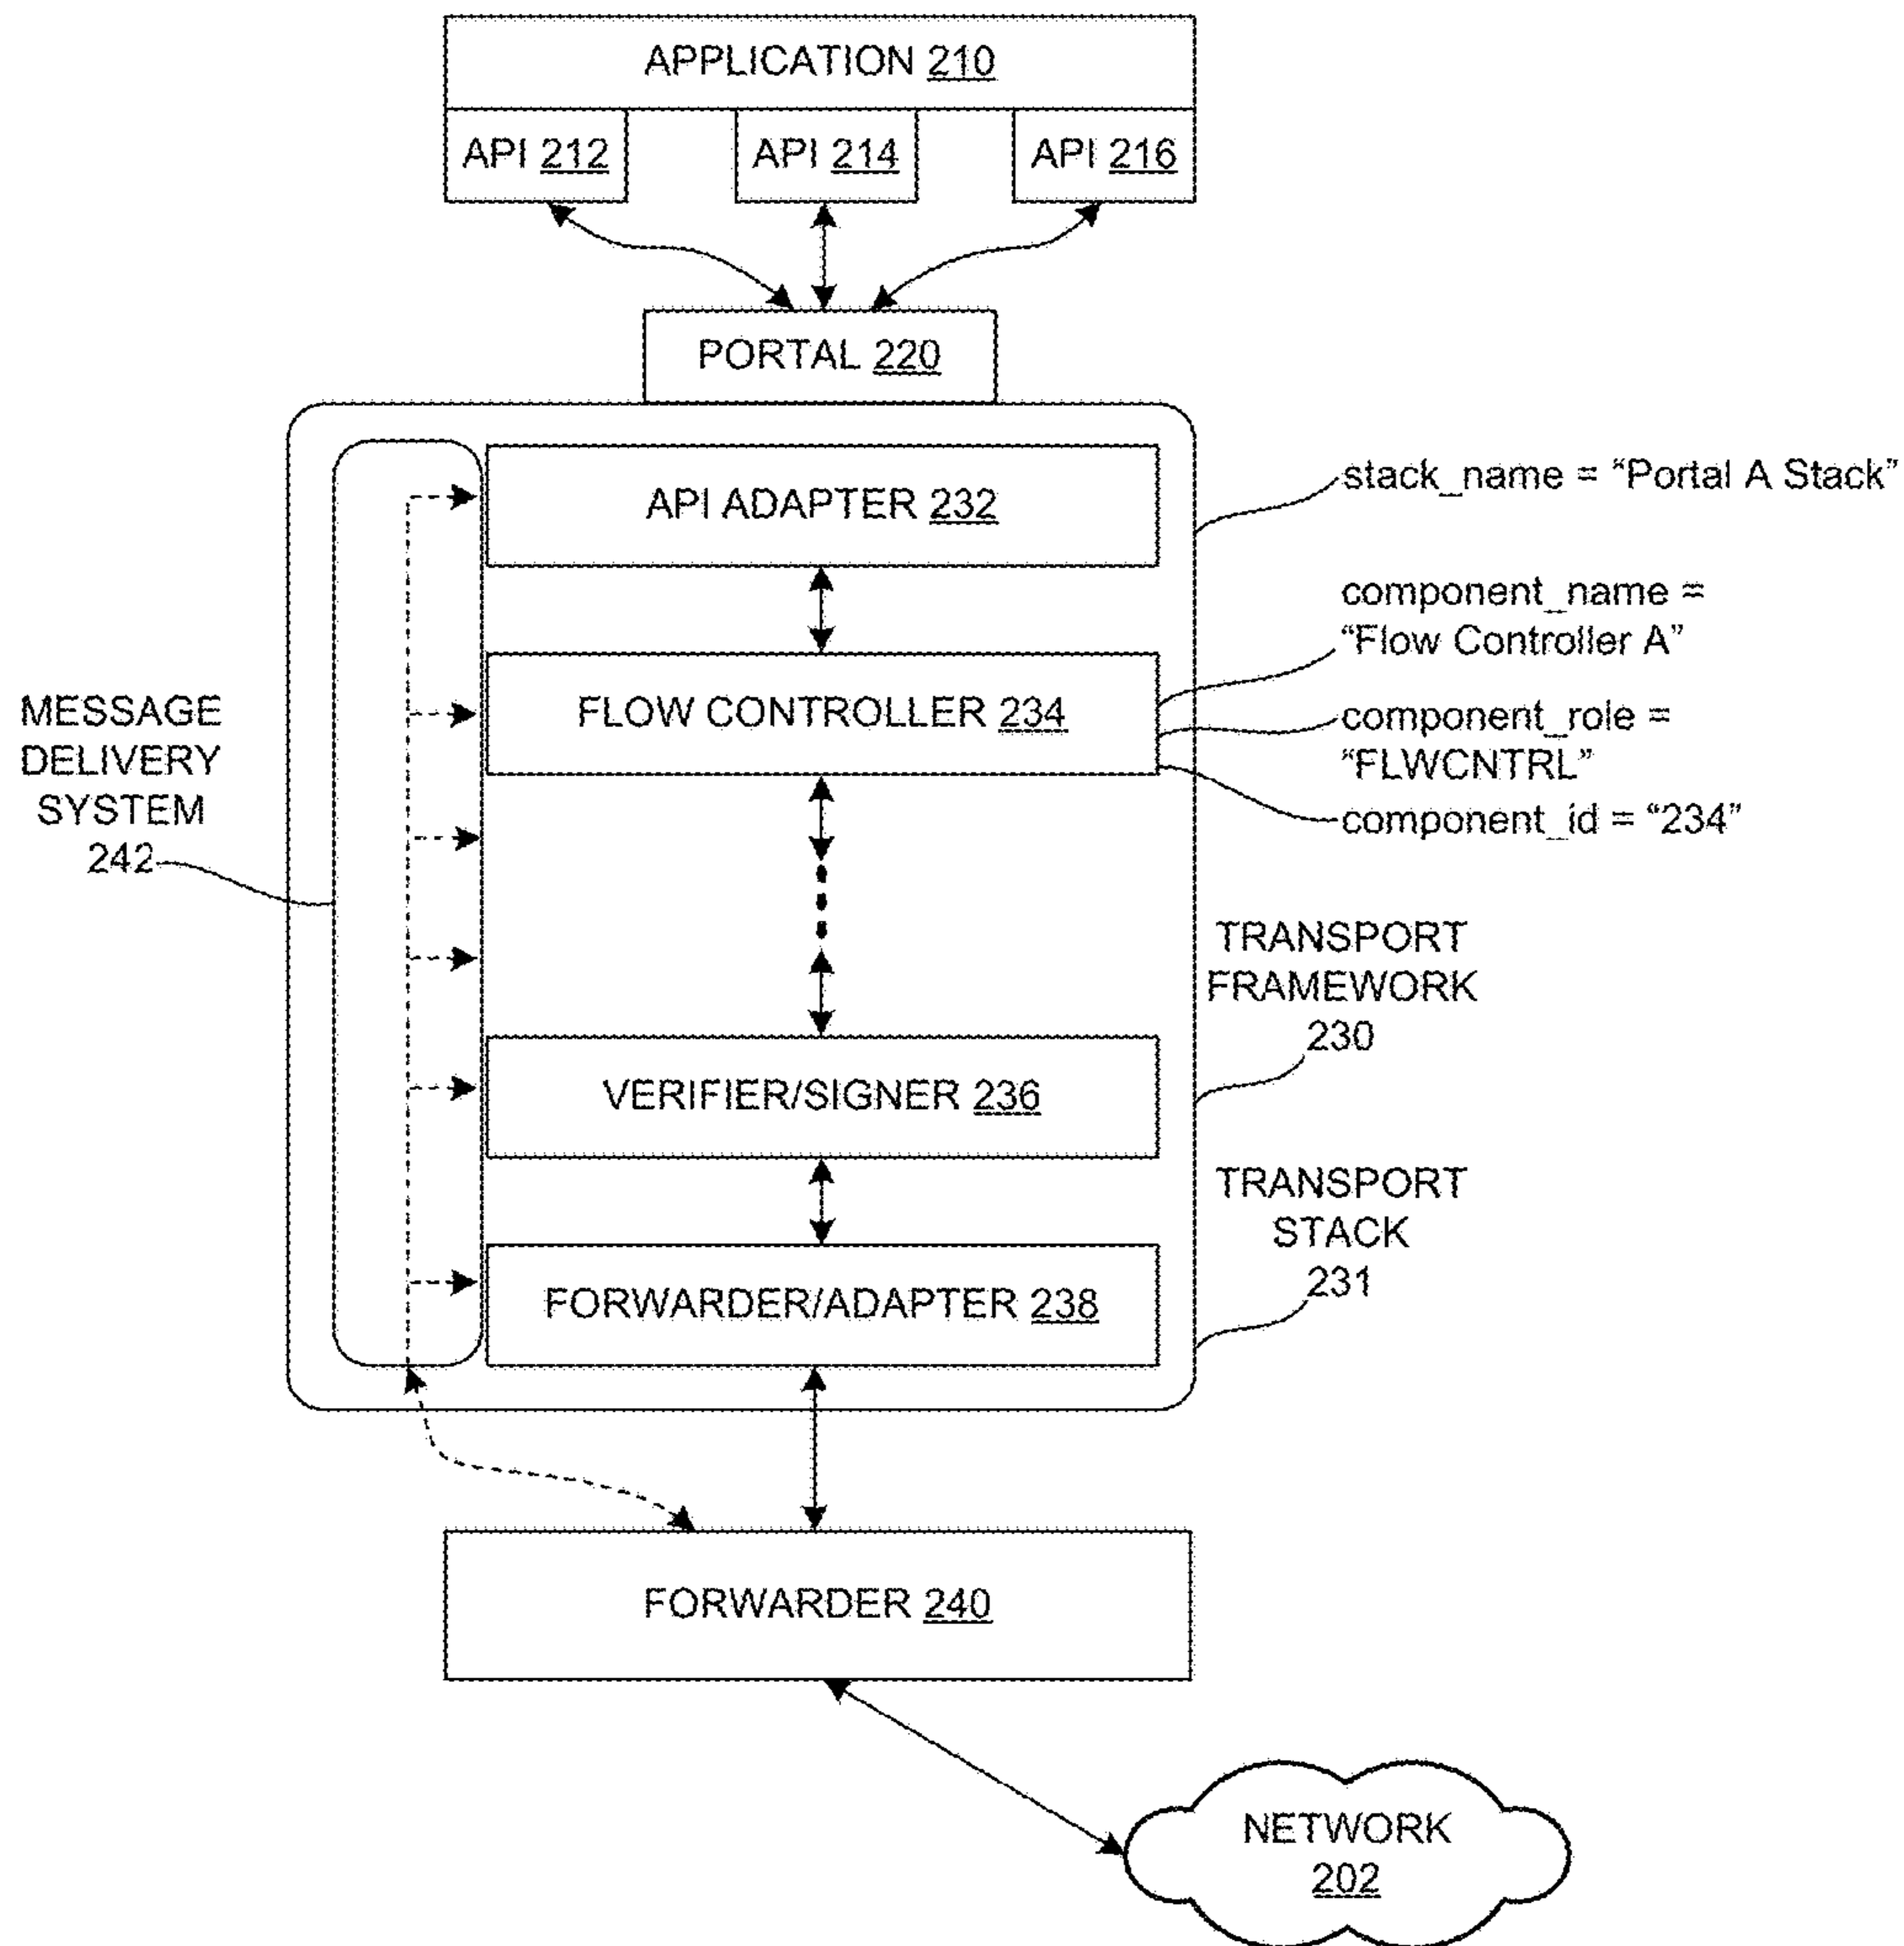 APPLICATION 210
API 212
API 214
API 216
PORTAL 220
API ADAPTER 232
stack_name = “Portal A Stack”
component_name =
“Flow Controller A”
FLOW CONTROLLER 234
component_role =
“FLWCNTRL”
component_id = “234”
MESSAGE
DELIVERY
SYSTEM
242
TRANSPORT
FRAMEWORK
230
VERIFIER/SIGNER 236
TRANSPORT
STACK
231
FORWARDER/ADAPTER 238
FORWARDER 240
NETWORK
202